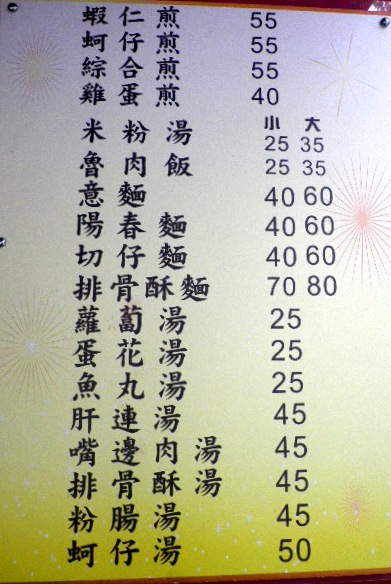 蝦仁煎 55
蚵仔煎 55
綜合煎 55
雞蛋煎 40
小 大
米粉湯 25 35
魯肉飯 25 35
意麵 40 60
陽春麵 40 60
切仔麵 40 60
排骨酥麵 70 80
蘿蔔湯 25
蛋花湯 25
魚丸湯 25
肝連湯 45
嘴邊肉湯 45
排骨酥湯 45
粉腸湯 45
蚵仔湯 50